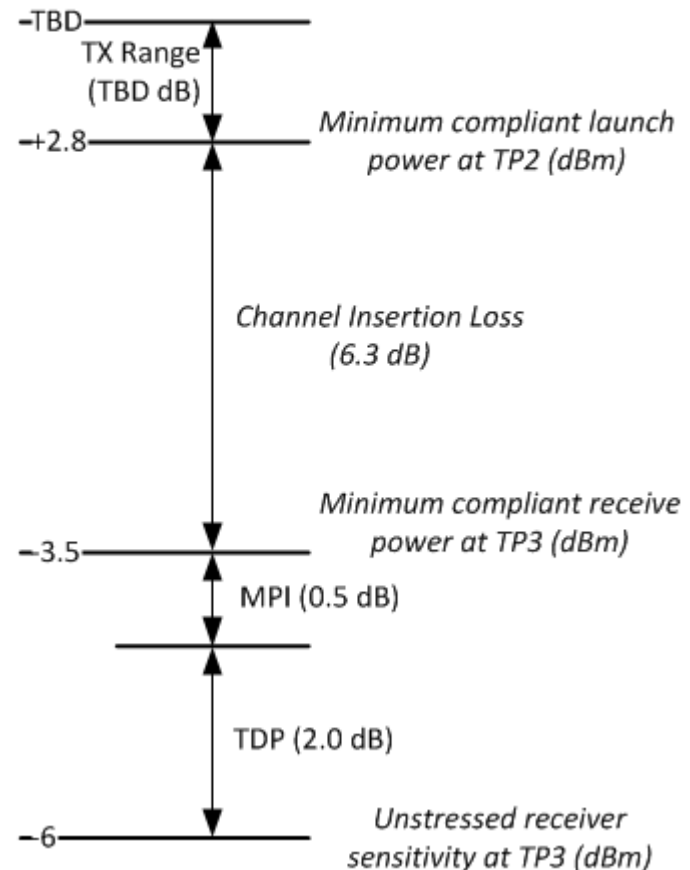 TBD
TX Range
(TBD dB)
+2.8
Minimum compliant launch
power at TP2 (dBm)
Channel Insertion Loss
(6.3 dB)
Minimum compliant receive
power at TP3 (dBm)
-3.5
MPI (0.5 dB)
TDP (2.0 dB)
-6
Unstressed receiver
sensitivity at TP3 (dBm)